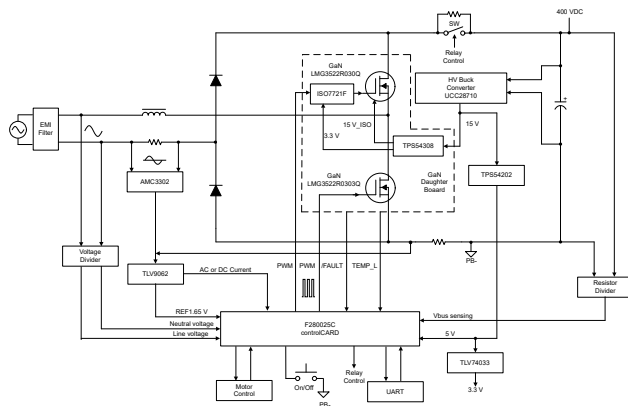 400 VDC
SW
Relay
Control
GaN
LMG3522R030Q
ISO7721F
HV Buck
Converter
UCC28710
EMI
Filter
15 V_ISO
3.3 V
15 V
TPS54308
GaN
LMG3522R0303Q
GaN
Daughter
Boaard
TPS54202
AMC3302
Voltage
Divider
TLV9062
AC or DC Current
PWM
PWM
/FAULT
TEMP_L
PB-
Resistor
Divider
REF1.65 V
Neutral voltage
Line voltage
F280025C
controlCARD
Vbus sensing
5 V
Motor
Control
On/Off
PB-
Relay
Control
UART
TLV74033
3.3 V